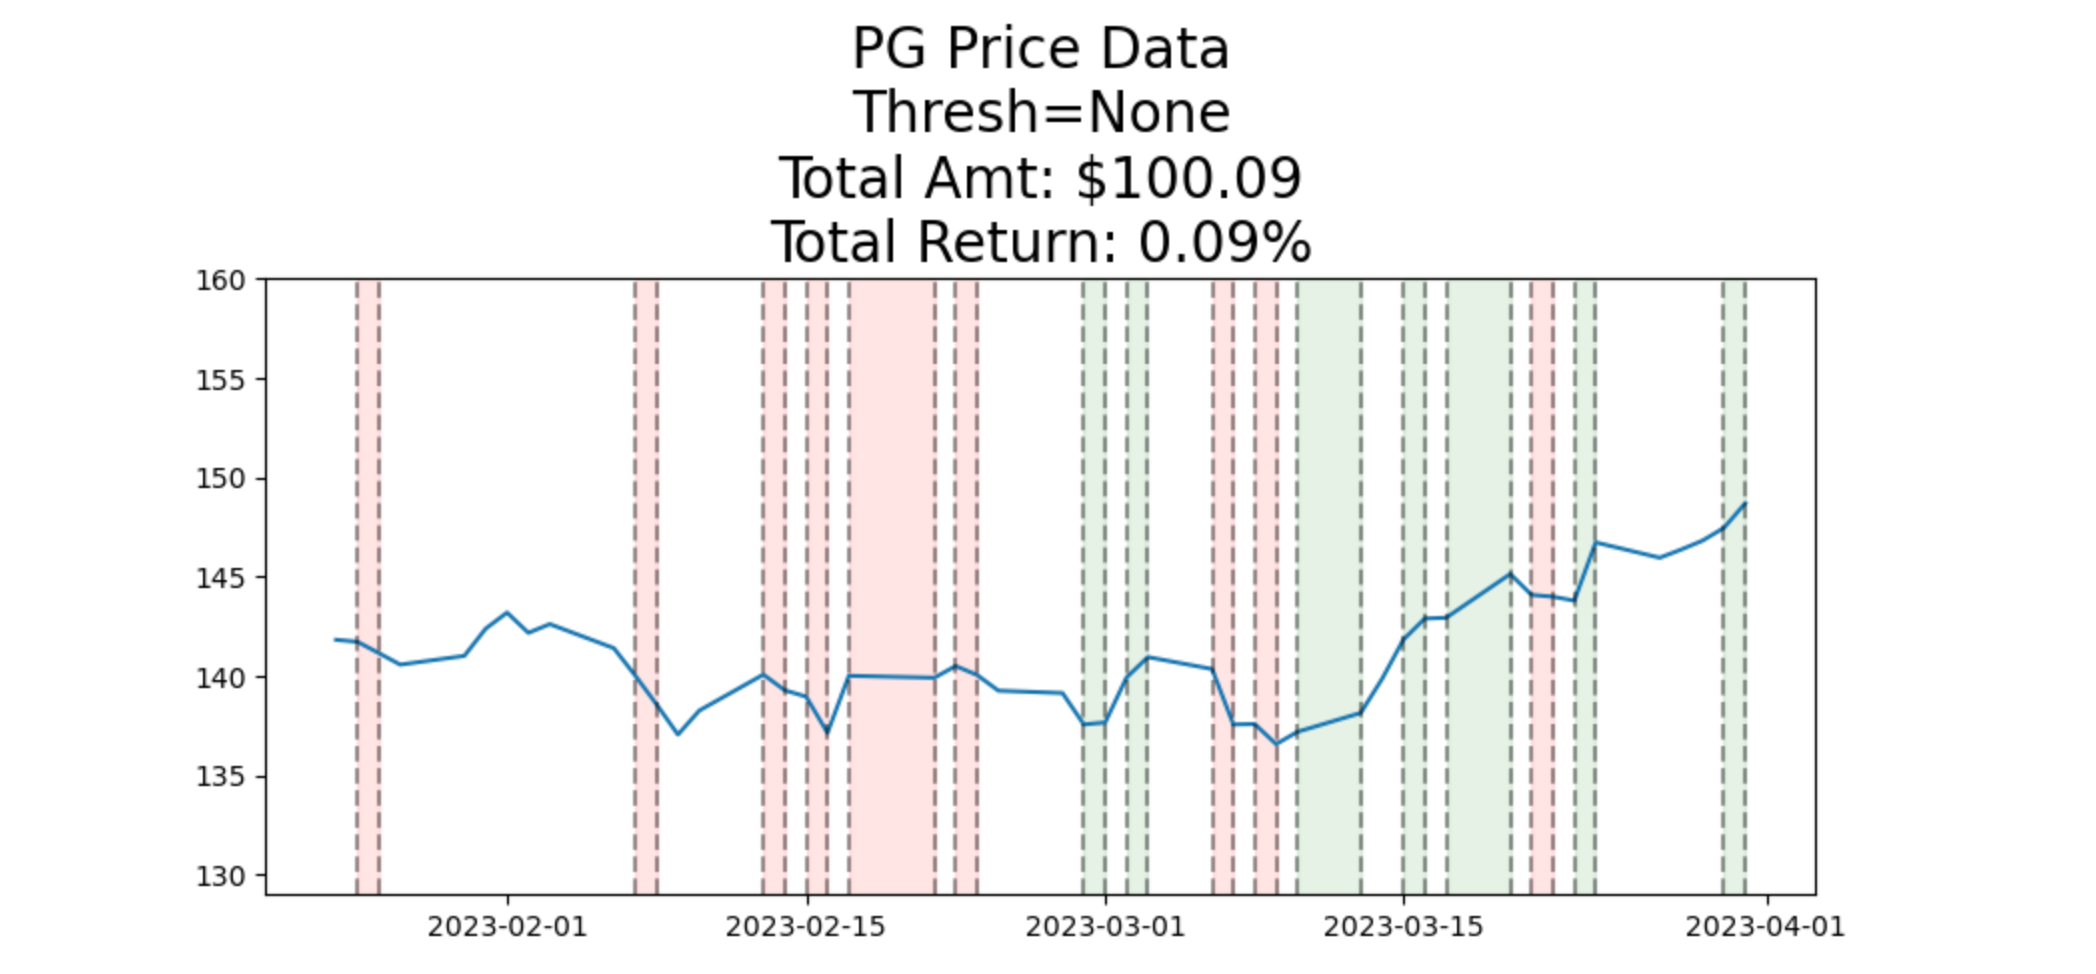 PG Price Data
Thresh=None
Total Amt: $100.09
Total Return: 0.09%
160
155
150
145
140
135
130
2023-02-01 2023-02-15 2023-03-01 2023-03-15 2023-04-01